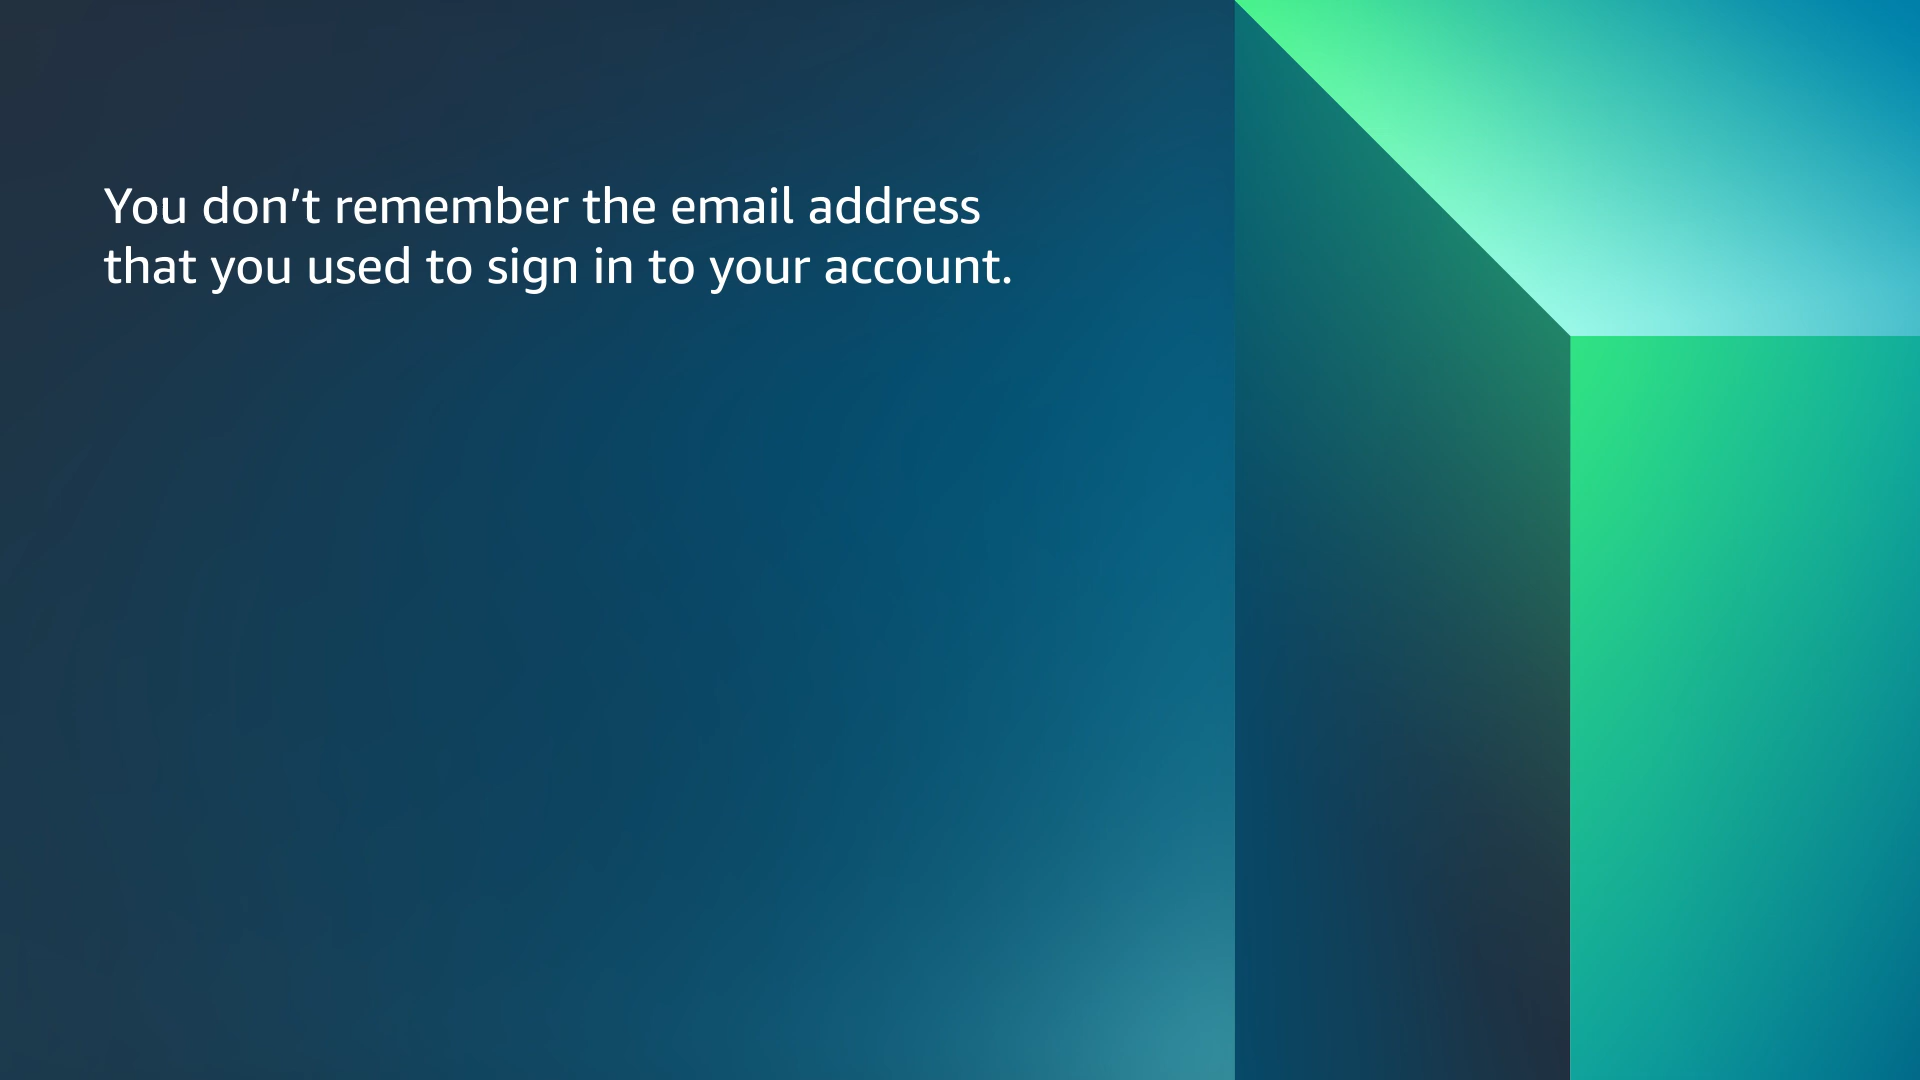 You don’t remember the email address
that you used to sign in to your account.